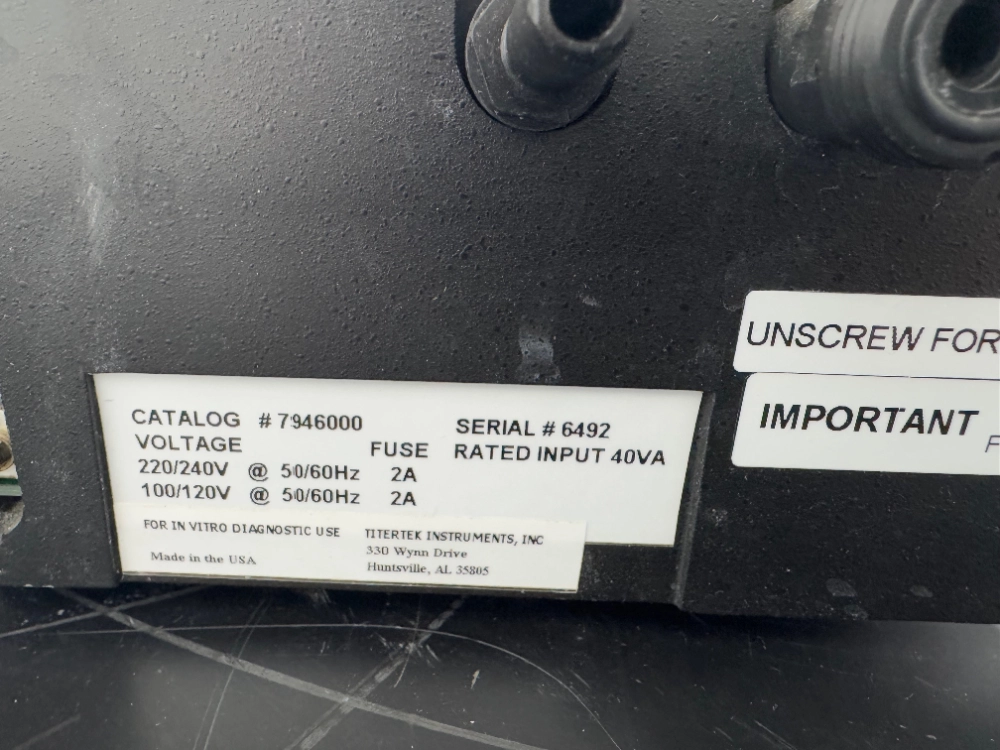 CATALOG # 7946000
SERIAL # 6492
VOLTAGE FUSE RATED INPUT 40VA
220/240V @ 50/60Hz 2A
100/120V @ 50/60Hz 2A
FOR IN VITRO DIAGNOSTIC USE TITERTEK INSTRUMENTS, INC
330 Wynn Drive
Made in the USA Huntsville, AL 35805
UNSCREW FOR
IMPORTANT